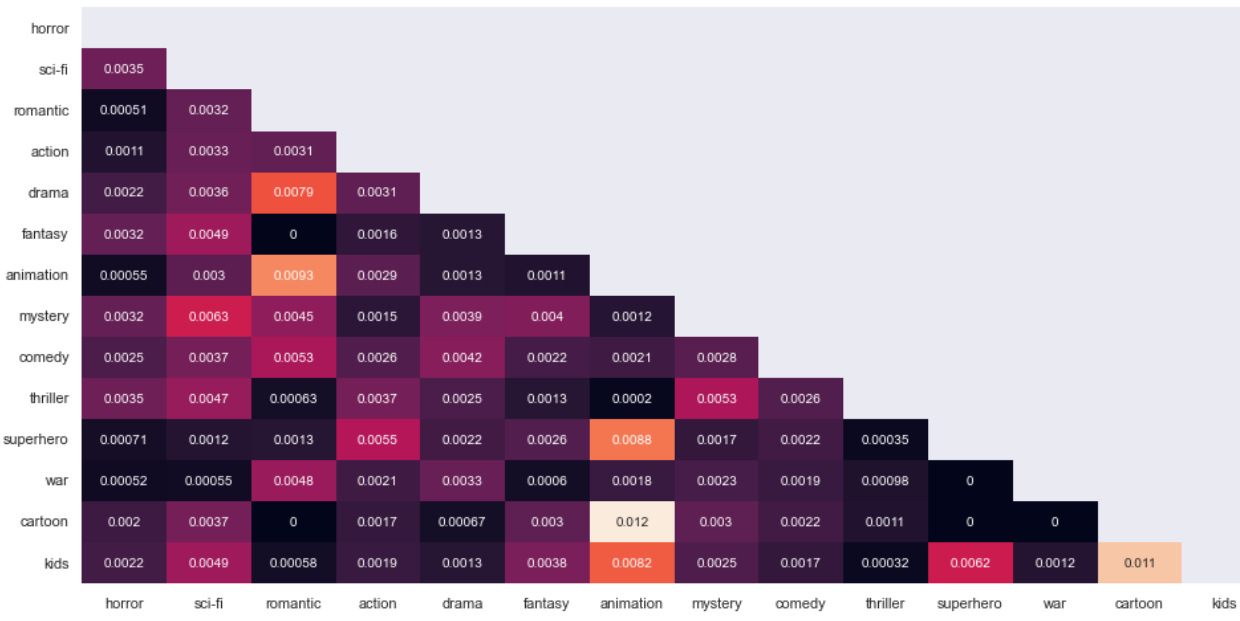 horror
sci-fi 0.0035
romantic 0.00051 0.0032
action 0.0011 0.0033 0.0031
drama 0.0022 0.0036 0.0079 0.0031
fantasy 0.0032 0.0049 0 0.0016 0.0013
animation 0.00055 0.003 0.0093 0.0029 0.0013 0.0011
mystery 0.0032 0.0063 0.0045 0.0015 0.0039 0.004 0.0012
comedy 0.0025 0.0037 0.0053 0.0026 0.0042 0.0022 0.0021 0.0028
thriller 0.0035 0.0047 0.00063 0.0037 0.0025 0.0013 0.0002 0.0053 0.0026
superhero 0.00071 0.0012 0.0013 0.0055 0.0022 0.0026 0.0088 0.0017 0.0022 0.00035
war 0.00052 0.00055 0.0048 0.0021 0.0033 0.0006 0.0018 0.0023 0.0019 0.00098 0
cartoon 0.002 0.0037 0 0.0017 0.00067 0.003 0.012 0.003 0.0022 0.0011 0 0
kids 0.0022 0.0049 0.00058 0.0019 0.0013 0.0038 0.0082 0.0025 0.0017 0.00032 0.0062 0.0012 0.011
horror sci-fi romantic action drama fantasy animation mystery comedy thriller superhero war cartoon kids